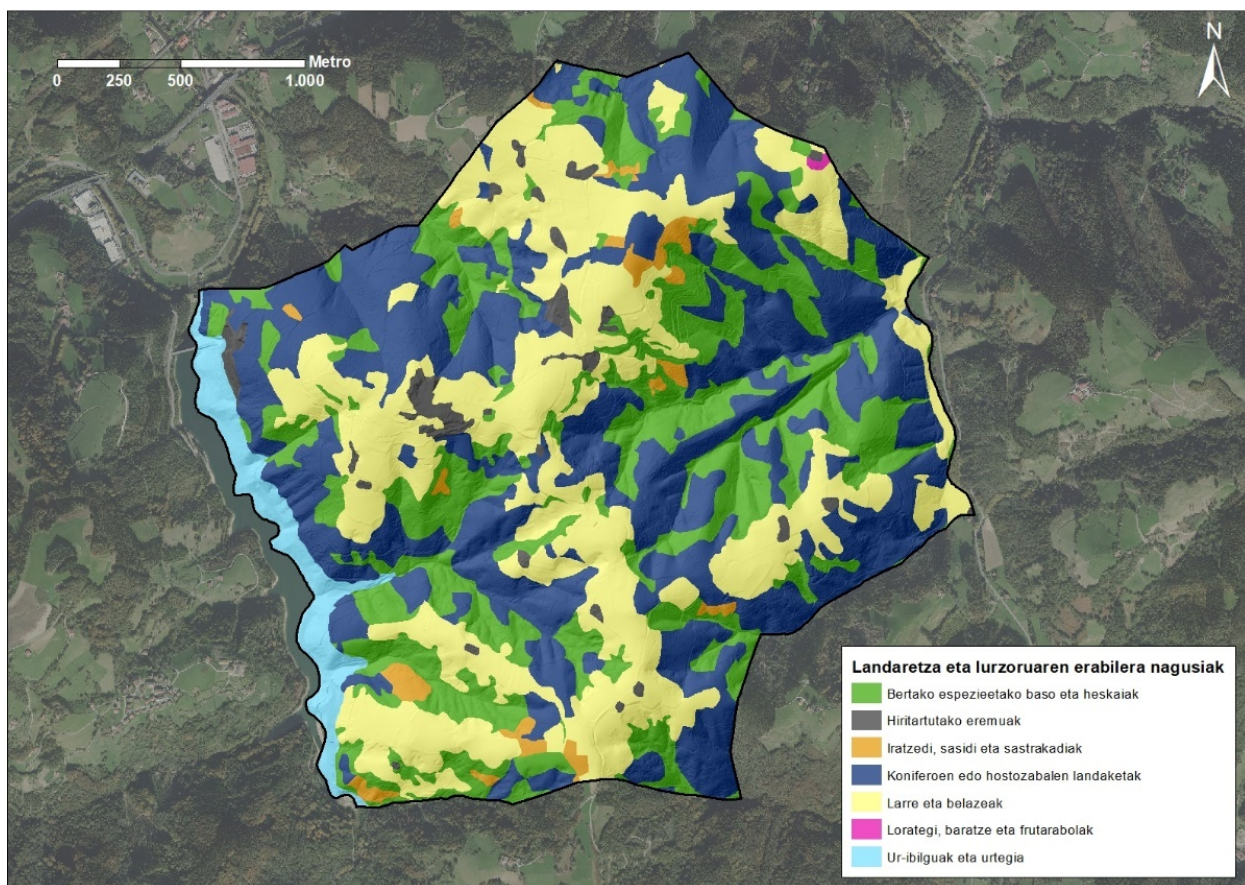 N
Metro
0 250 500 1.000
Landaretza eta lurzoruaren erabilera nagusiak
Bertako espezieetako baso eta heskaiak
Hiritartutako eremuak
Iratzedi, sasidi eta sastrakadiak
Koniferoen edo hostozabalen landaketak
Larre eta belazeak
Lorategi, baratze eta frutarabolak
Ur-ibilguak eta urtegia